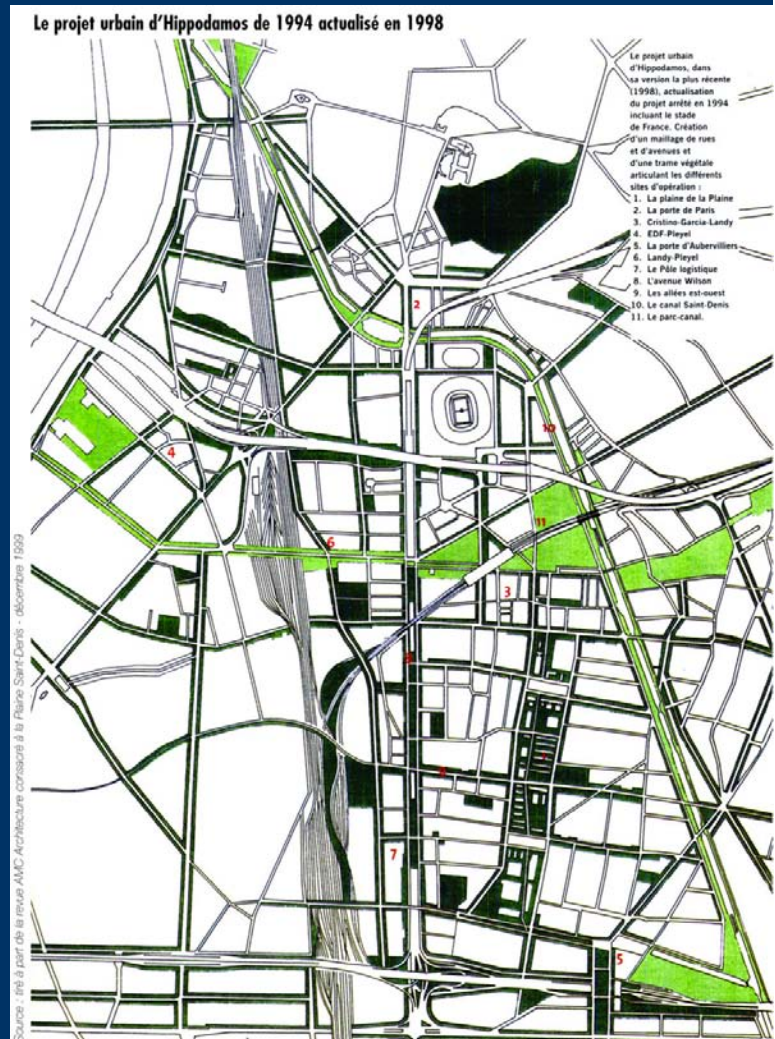 Le projet urbain d'Hippodamos de 1994 actualisé en 1998
Le projet urbain
d'Hippodamos, dans
sa version la plus récente
(1998), actualisation
du projet arrêté en 1994
incluant le stade
de France. Création
d'un maillage de rues
et d'avenues et
d'une trame végétale
articulant les différents
sites d'opération :
1. La plaine de la Plaine
2. La porte de Paris
3. Cristino-Garcia-Landy
4. EDF-Pleyel
5. La porte d'Aubervilliers
6. Landy-Pleyel
7. Le Pôle logistique
8. L'avenue Wilson
9. Les allées est-ouest
10. Le canal Saint-Denis
11. Le parc-canal.
2
10
4
11
6
3
7
5
Source : tiré à part de la revue AMC Architecture consacré à la Plaine Saint-Denis - décembre 1999